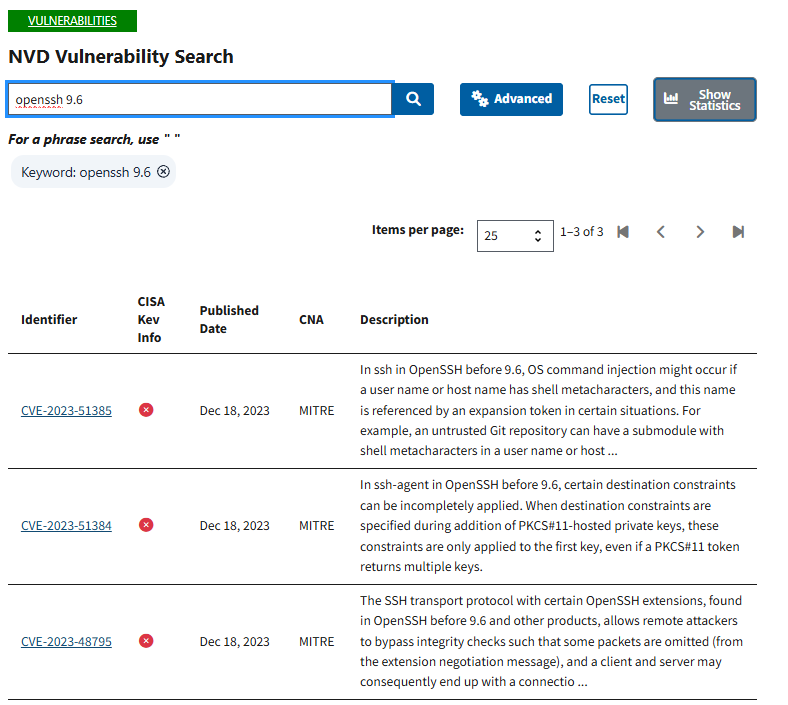 VULNERABILITIES
NVD Vulnerability Search
openssh 9.6
Advanced
Reset
Show
Statistics
For a phrase search, use " "
Keyword: openssh 9.6
Items per page:
25
1–3 of 3
Identifier
CISA
Kev
Info
Published
Date
CNA
Description
CVE-2023-51385
Dec 18, 2023
MITRE
In ssh in OpenSSH before 9.6, OS command injection might occur if
a user name or host name has shell metacharacters, and this name
is referenced by an expansion token in certain situations. For
example, an untrusted Git repository can have a submodule with
shell metacharacters in a user name or host ...
CVE-2023-51384
Dec 18, 2023
MITRE
In ssh-agent in OpenSSH before 9.6, certain destination constraints
can be incompletely applied. When destination constraints are
specified during addition of PKCS#11-hosted private keys, these
constraints are only applied to the first key, even if a PKCS#11 token
returns multiple keys.
CVE-2023-48795
Dec 18, 2023
MITRE
The SSH transport protocol with certain OpenSSH extensions, found
in OpenSSH before 9.6 and other products, allows remote attackers
to bypass integrity checks such that some packets are omitted (from
the extension negotiation message), and a client and server may
consequently end up with a connectio ...